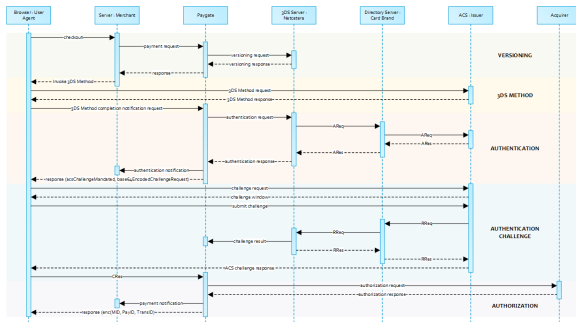 Browser: User
Agent
Server: Merchant
Paygate
3DS Server:
Netcetera
Directory Server:
Card Brand
ACS: Issuer
Acquirer
checkout
payment request
versioning request
versioning response
VERSIONING
response
invoke 3DS Method
3DS Method request
3DS METHOD
3DS Method response
3DS Method completion notification request
authentication request
AReq
AReq
ARes
AUTHENTICATION
ARes
authentication response
authentication notification
response (acsChallengeMandated, base64EncodedChallengeRequest)
challenge request
challenge window
submit challenge
RReq
AUTHENTICATION
CHALLENGE
RReq
challenge result
RRes
RRes
ACS challenge response
CRes
authorization request
authorization response
payment notification
AUTHORIZATION
response (enc(MID, PayID, TransID))